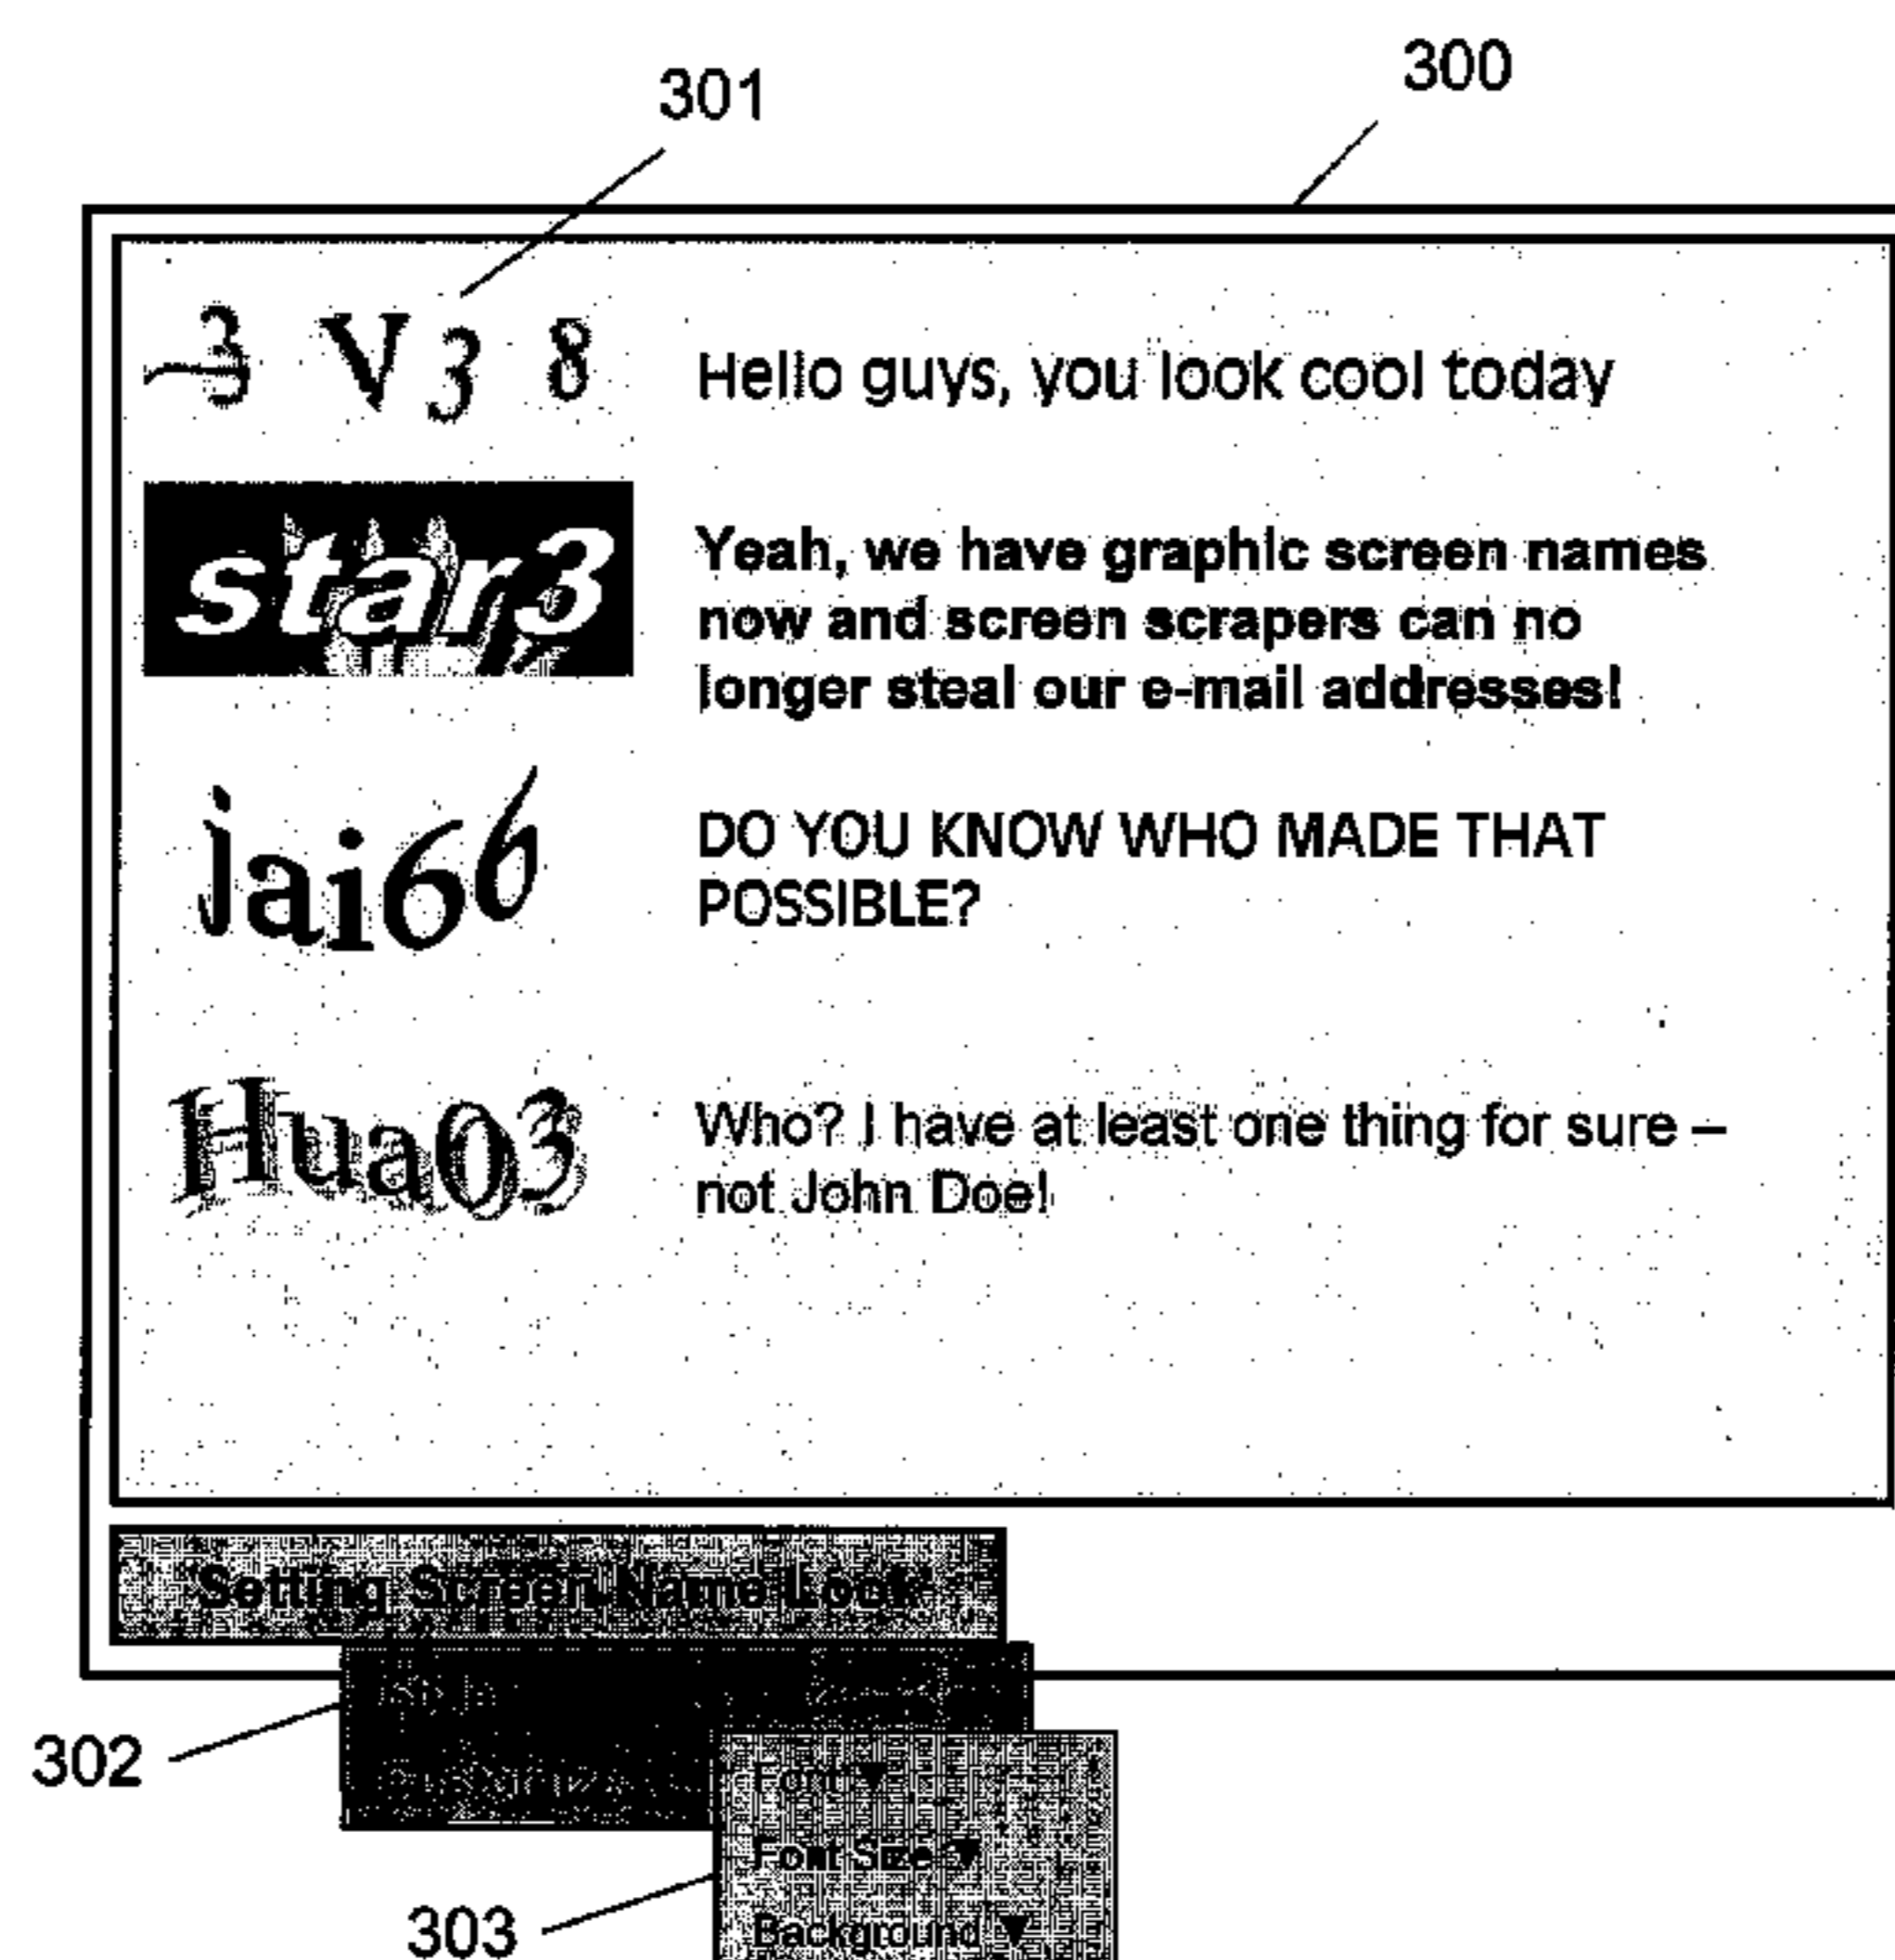 301
300
3 V 3 8 Hello guys, you look cool today
star3 Yeah, we have graphic screen names
now and screen scrapers can no
longer steal our e-mail addresses!
jai66 DO YOU KNOW WHO MADE THAT
POSSIBLE?
Hua03 Who? I have at least one thing for sure –
not John Doe!
Setting Screen Name Look
302
Font ▼
Font Size ▼
303
Background ▼